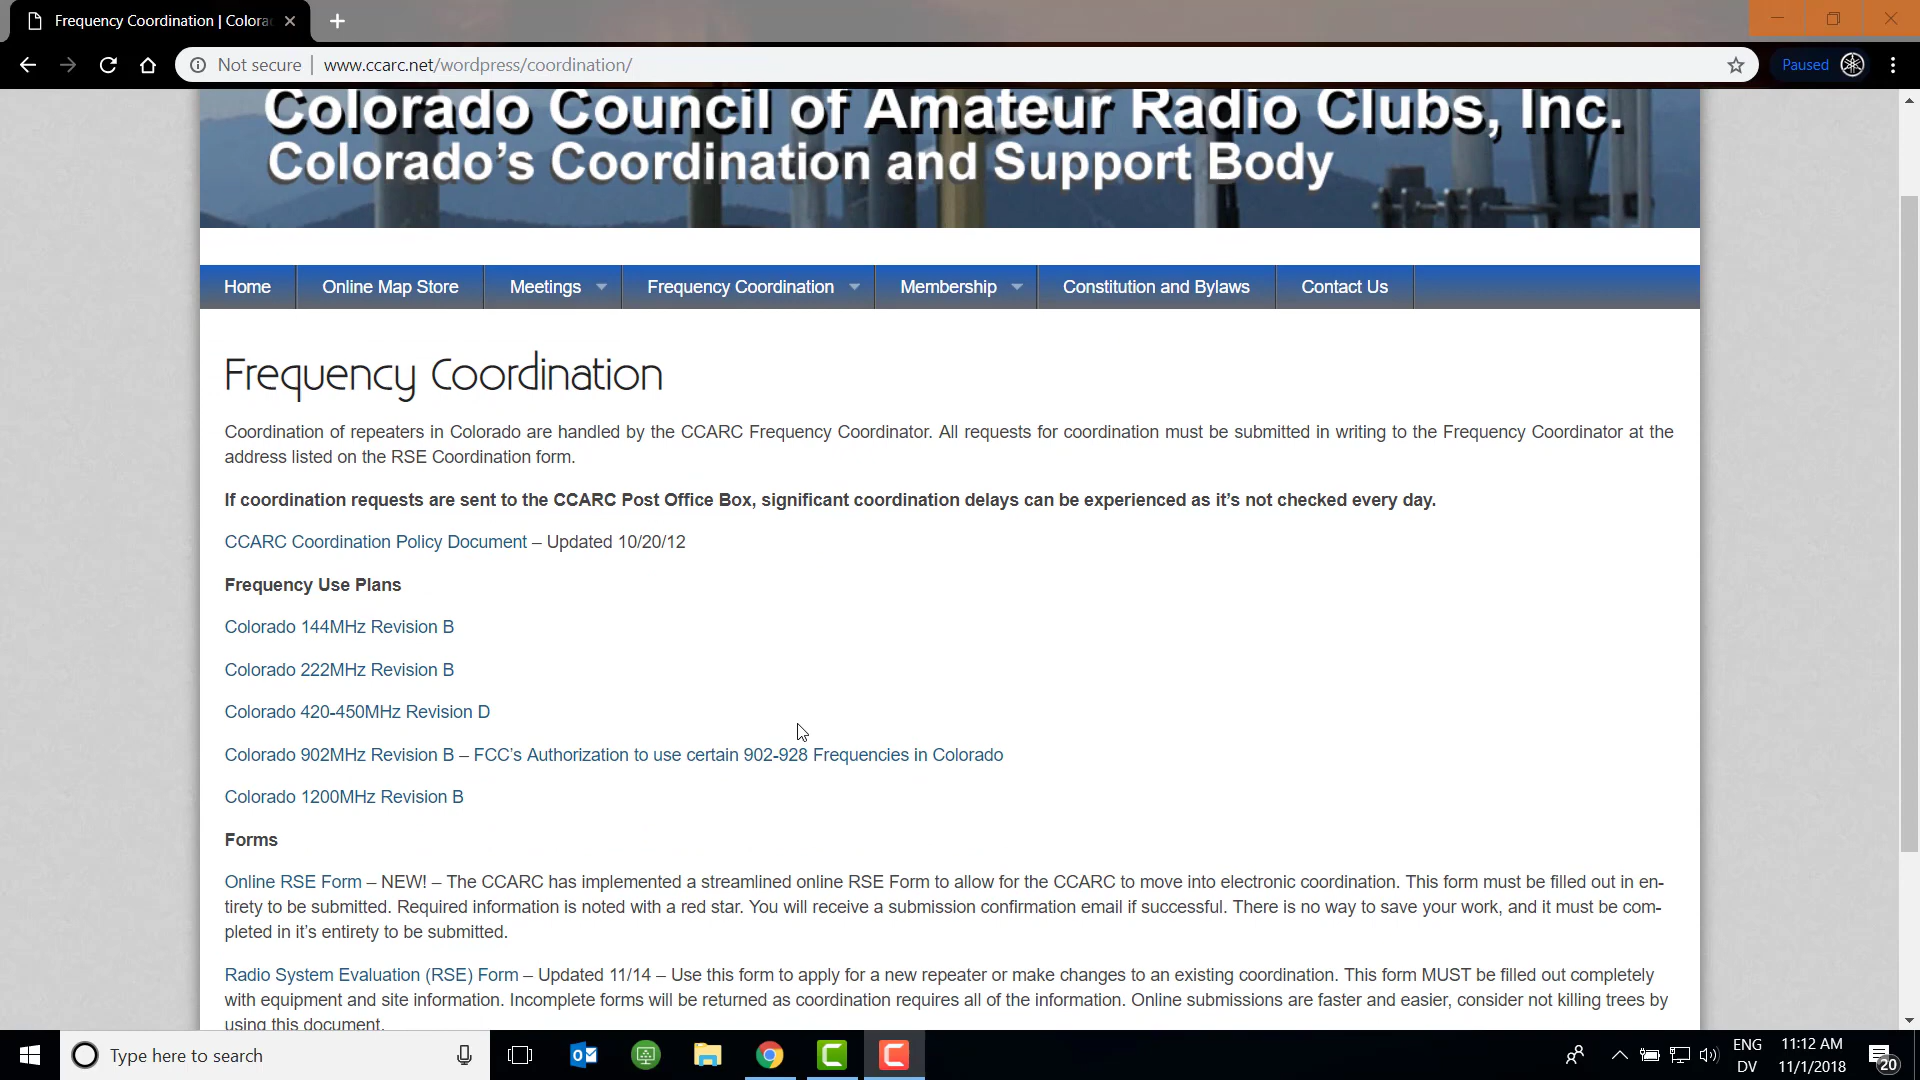 Frequency Coordination | Colora
Not secure | www.ccarc.net/wordpress/coordination/
Paused
Colorado Council of Amateur Radio Clubs, Inc.
Colorado's Coordination and Support Body
Home Online Map Store Meetings Frequency Coordination Membership Constitution and Bylaws Contact Us
Frequency Coordination
Coordination of repeaters in Colorado are handled by the CCARC Frequency Coordinator. All requests for coordination must be submitted in writing to the Frequency Coordinator at the
address listed on the RSE Coordination form.
If coordination requests are sent to the CCARC Post Office Box, significant coordination delays can be experienced as it's not checked every day.
CCARC Coordination Policy Document – Updated 10/20/12
Frequency Use Plans
Colorado 144MHz Revision B
Colorado 222MHz Revision B
Colorado 420-450MHz Revision D
Colorado 902MHz Revision B – FCC's Authorization to use certain 902-928 Frequencies in Colorado
Colorado 1200MHz Revision B
Forms
Online RSE Form – NEW! – The CCARC has implemented a streamlined online RSE Form to allow for the CCARC to move into electronic coordination. This form must be filled out in en-
tirety to be submitted. Required information is noted with a red star. You will receive a submission confirmation email if successful. There is no way to save your work, and it must be com-
pleted in it's entirety to be submitted.
Radio System Evaluation (RSE) Form – Updated 11/14 – Use this form to apply for a new repeater or make changes to an existing coordination. This form MUST be filled out completely
with equipment and site information. Incomplete forms will be returned as coordination requires all of the information. Online submissions are faster and easier, consider not killing trees by
using this document.
Type here to search
ENG 11:12 AM
DV 11/1/2018
20